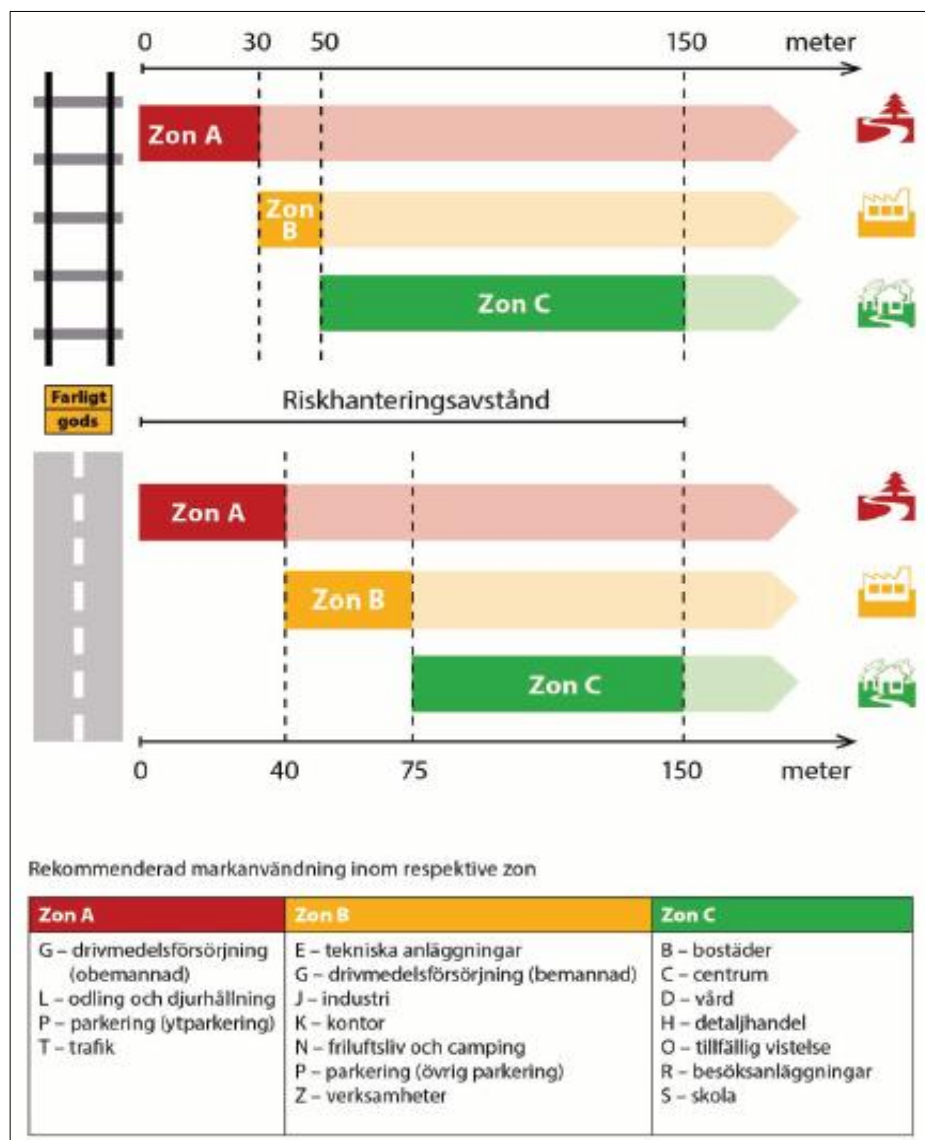 0 30 50 150 meter
Zon A
Zon
B
Zon C
Farligt
gods
Riskhanteringsavstånd
Zon A
Zon B
Zon C
0 40 75 150 meter
Rekommenderad markanvändning inom respektive zon
Zon A
G – drivmedelsförsörjning
(obemannad)
L – odling och djurhållning
P – parkering (ytparkering)
T – trafik
Zon B
E – tekniska anläggningar
G – drivmedelsförsörjning (bemannad)
J – industri
K – kontor
N – friluftsliv och camping
P – parkering (övrig parkering)
Z – verksamheter
Zon C
B – bostäder
C – centrum
D – vård
H – detaljhandel
O – tillfällig vistelse
R – besöksanläggningar
S – skola